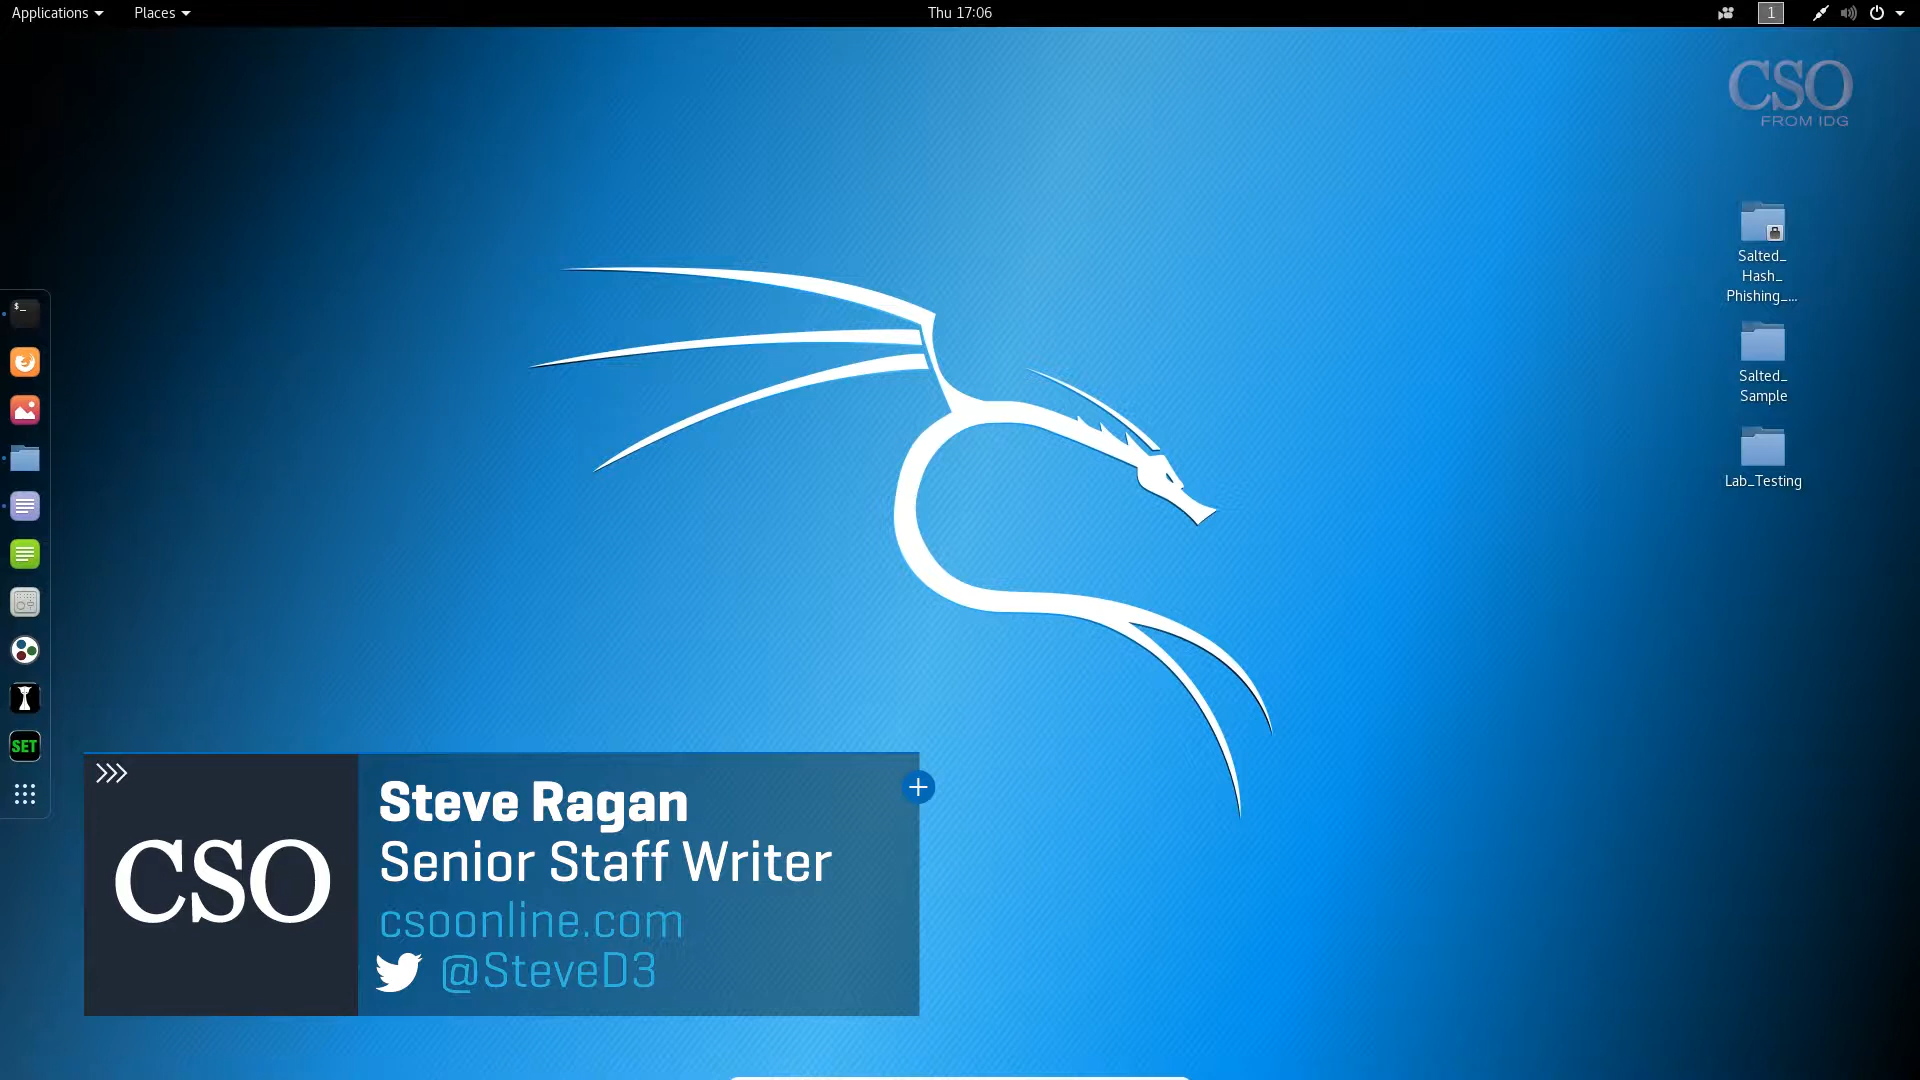 Applications Places Thu 17:06 1
CSO
FROM IDG
Salted_
Hash_
Phishing_...
Salted_
Sample
Lab_Testing
$_
SET
Steve Ragan
Senior Staff Writer
CSO
csoonline.com
@SteveD3